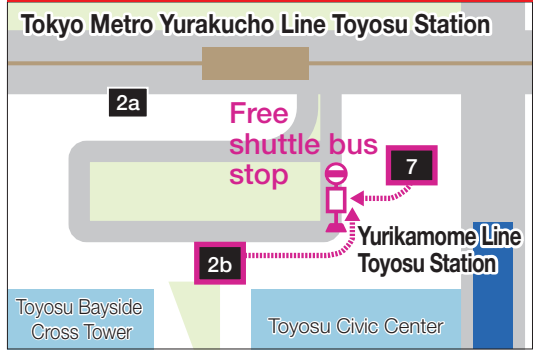 Tokyo Metro Yurakucho Line Toyosu Station
2a
Free
shuttle bus
stop
7
Yurikamome Line
Toyosu Station
2b
Toyosu Bayside
Cross Tower
Toyosu Civic Center